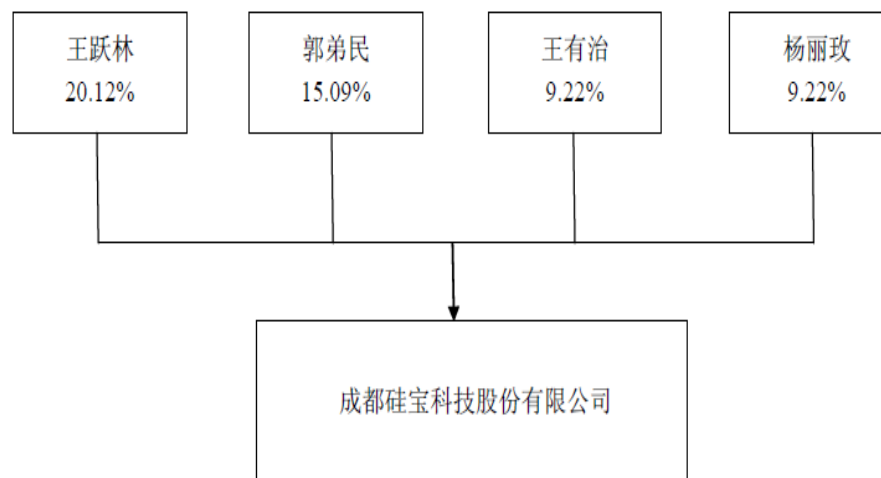 王跃林
20.12%
郭弟民
15.09%
王有治
9.22%
杨丽玫
9.22%
成都硅宝科技股份有限公司